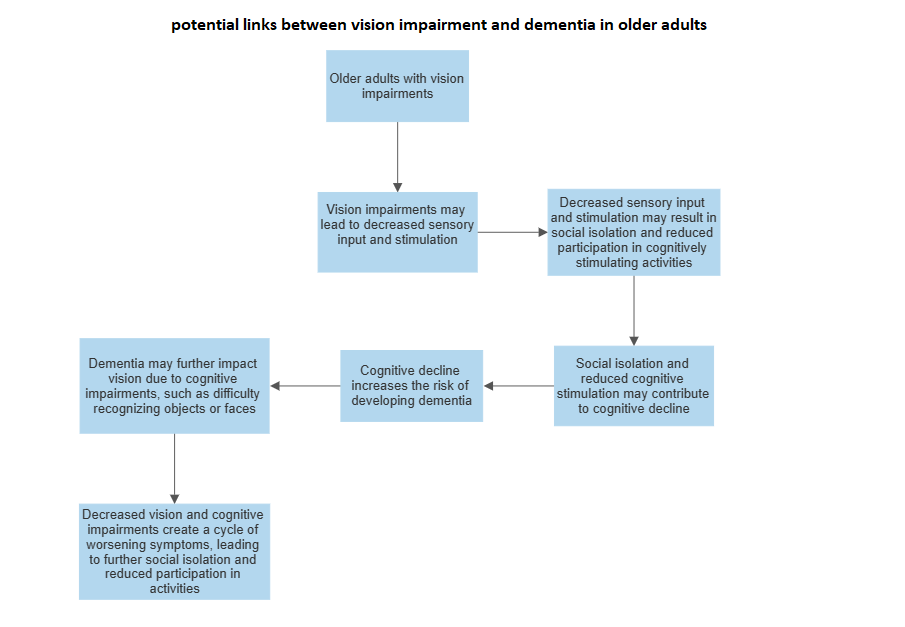 potential links between vision impairment and dementia in older adults
Older adults with vision
impairments
Vision impairments may
lead to decreased sensory
input and stimulation
Decreased sensory input
and stimulation may result in
social isolation and reduced
participation in cognitively
stimulating activities
Social isolation and
reduced cognitive
stimulation may contribute
to cognitive decline
Cognitive decline
increases the risk of
developing dementia
Dementia may further impact
vision due to cognitive
impairments, such as difficulty
recognizing objects or faces
Decreased vision and cognitive
impairments create a cycle of
worsening symptoms, leading
to further social isolation and
reduced participation in
activities